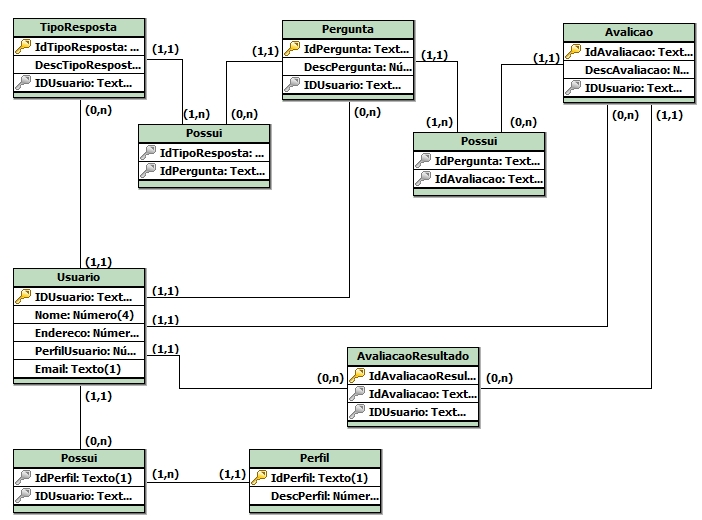 TipoResposta
IdTipoResposta: ...
DescTipoRespost...
IDUsuario: Text...
(1,1)
(0,n)
Pergunta
IdPergunta: Text...
DescPergunta: Nú...
IDUsuario: Text...
(1,1)
(1,1)
(0,n)
Avalicao
IdAvaliacao: Text...
DescAvaliacao: N...
IDUsuario: Text...
(1,1)
(0,n)
(1,1)
(1,n)
(0,n)
Possui
IdTipoResposta: ...
IdPergunta: Text...
(1,n)
(0,n)
Possui
IdPergunta: Text...
IdAvaliacao: Text...
(1,1)
Usuario
IDUsuario: Text...
Nome: Número(4)
Endereco: Númer...
PerfilUsuario: Nú...
Email: Texto(1)
(1,1)
(1,1)
(1,1)
(1,1)
AvaliacaoResultado
IdAvaliacaoResul...
IdAvaliacao: Text...
IDUsuario: Text...
(0,n)
(0,n)
(0,n)
Possui
IdPerfil: Texto(1)
IDUsuario: Text...
(1,n)
(1,1)
Perfil
IdPerfil: Texto(1)
DescPerfil: Númer...